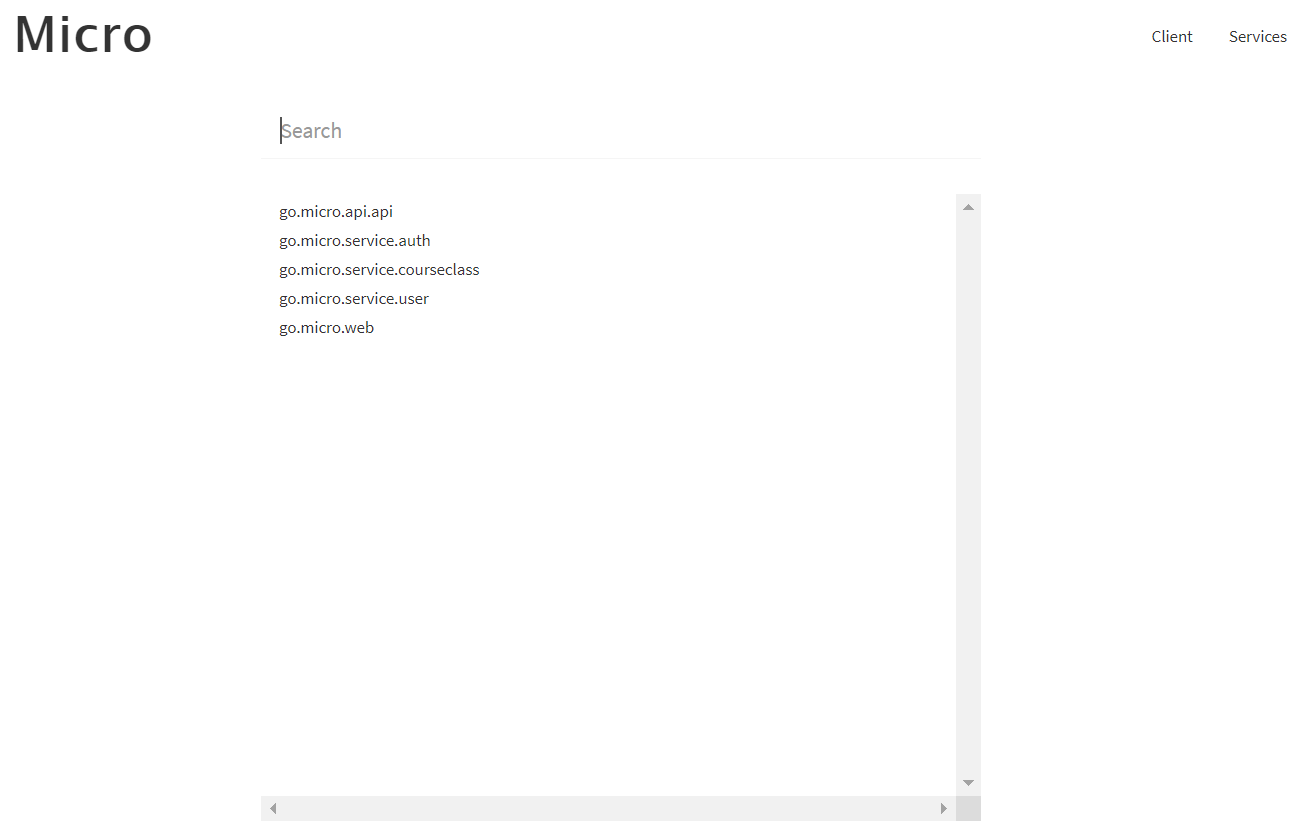 Micro
Client
Services
Search
go.micro.api.api
go.micro.service.auth
go.micro.service.courseclass
go.micro.service.user
go.micro.web